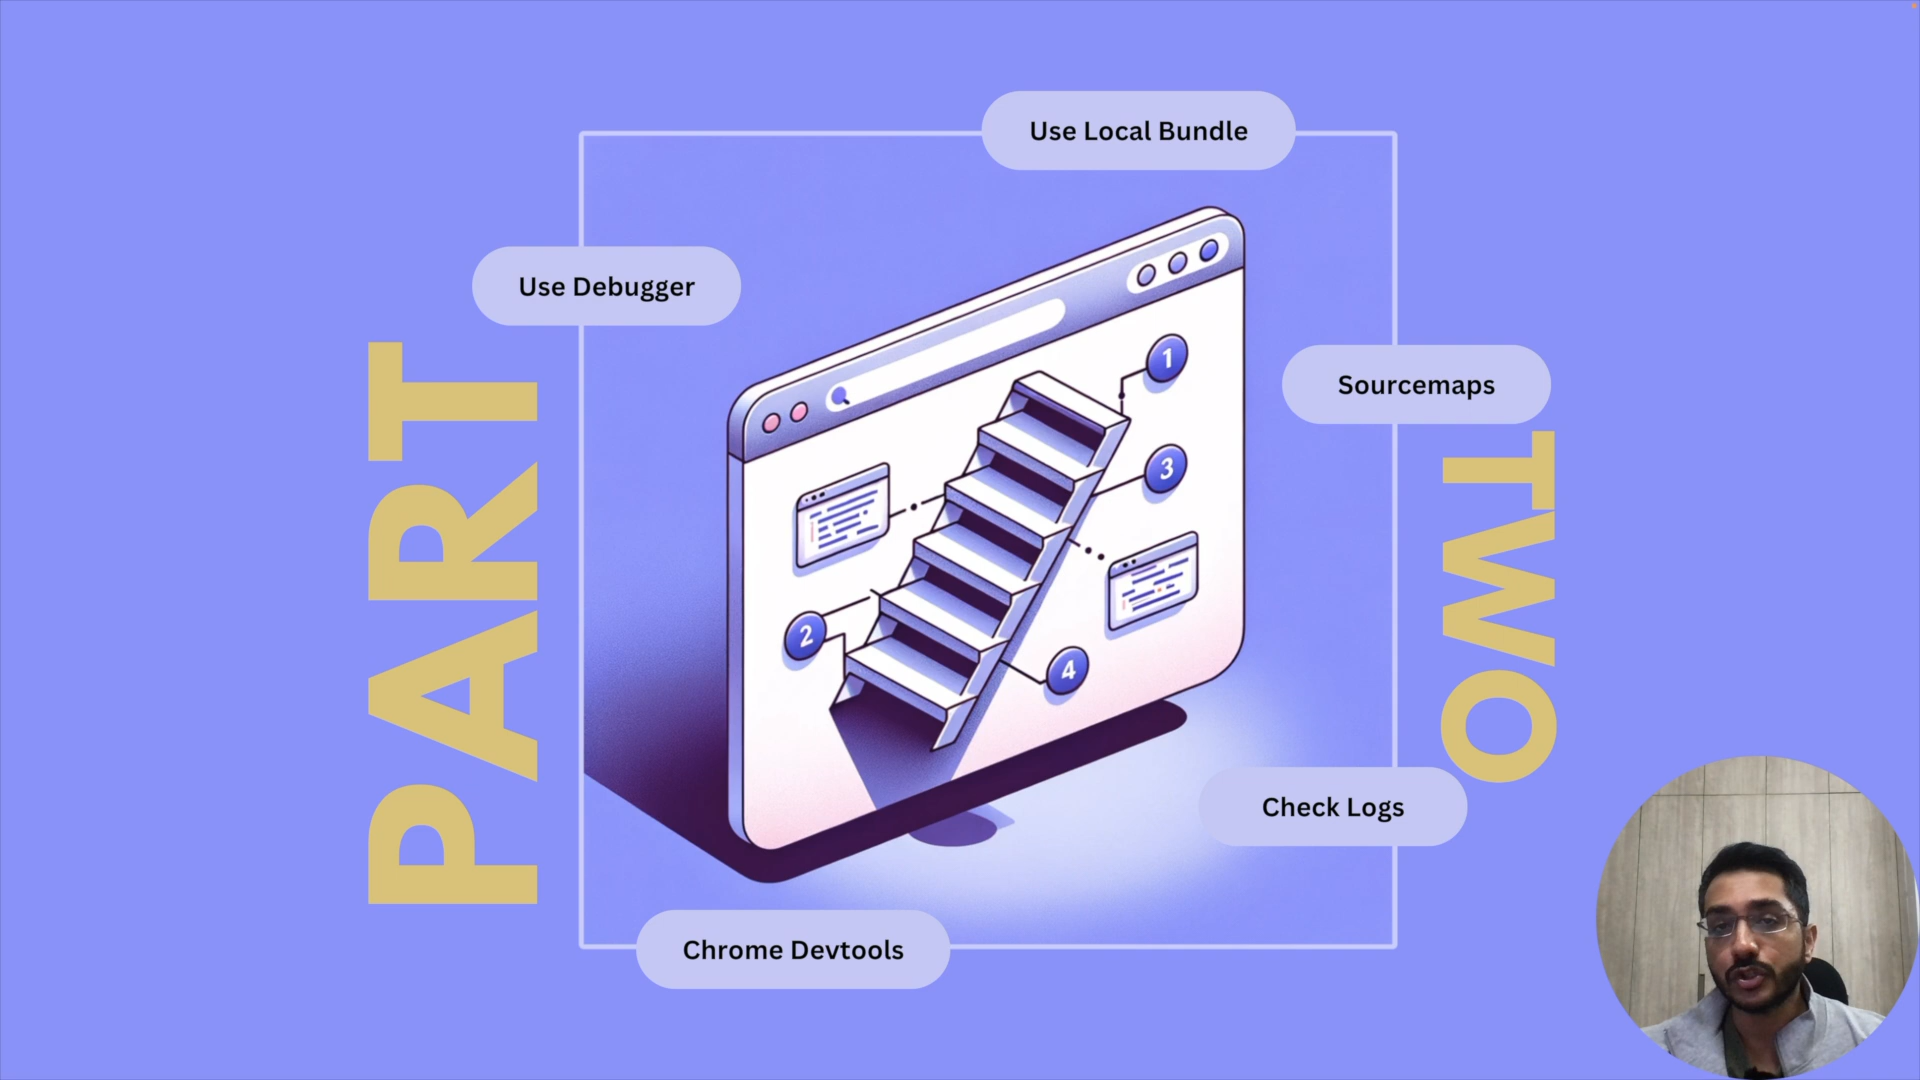 Use Local Bundle
Use Debugger
Sourcemaps
PART
TWO
1
3
2
4
Check Logs
Chrome Devtools